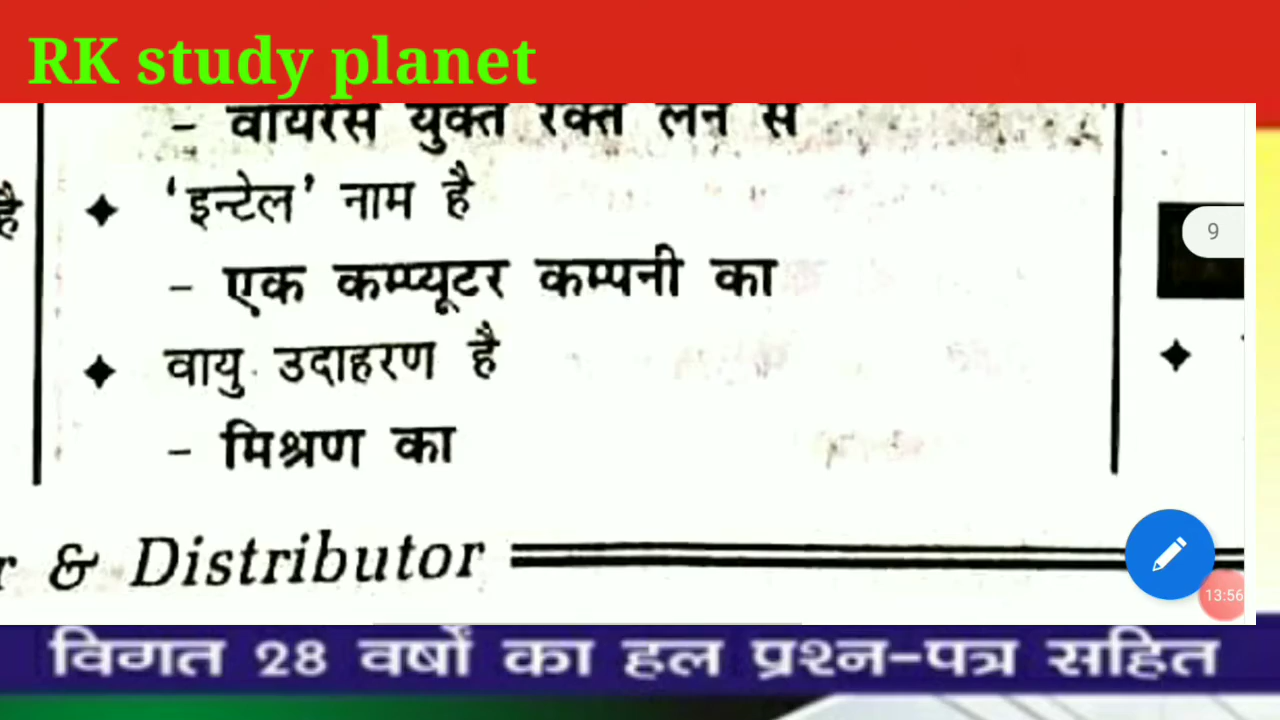 RK study planet
– वायरस युक्त रक्त लेने से
है
✦ ‘इन्टेल’ नाम है
9
– एक कम्प्यूटर कम्पनी का
✦ वायु उदाहरण है
✦
– मिश्रण का
r & Distributor
13:56
विगत 28 वर्षों का हल प्रश्न-पत्र सहित